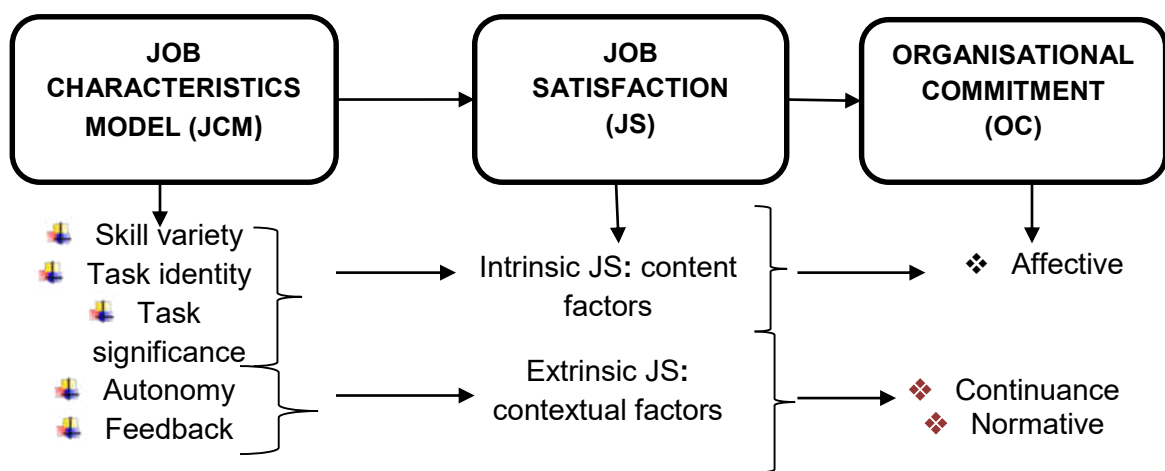 JOB
CHARACTERISTICS
MODEL (JCM)
JOB
SATISFACTION
(JS)
ORGANISATIONAL
COMMITMENT
(OC)
Skill variety
Task identity
Task
significance
Autonomy
Feedback
Intrinsic JS: content
factors
Extrinsic JS:
contextual factors
Affective
Continuance
Normative